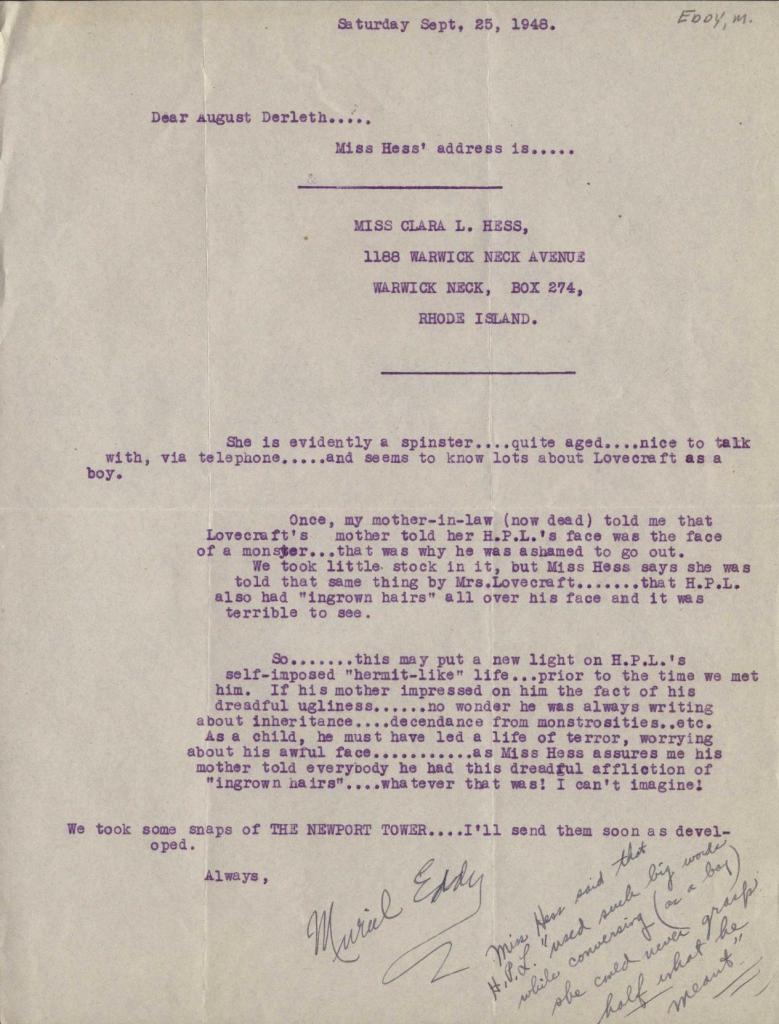 Eddy, M.
Saturday Sept, 25, 1948.
Dear August Derleth.....
Miss Hess' address is.....
MISS CLARA L. HESS,
1188 WARWICK NECK AVENUE
WARWICK NECK, BOX 274,
RHODE ISLAND.
She is evidently a spinster....quite aged....nice to talk
with, via telephone.....and seems to know lots about Lovecraft as a
boy.
Once, my mother-in-law (now dead) told me that
Lovecraft's mother told her H.P.L.'s face was the face
of a monster...that was why he was ashamed to go out.
We took little stock in it, but Miss Hess says she was
told that same thing by Mrs.Lovecraft.......that H.P.L.
also had "ingrown hairs" all over his face and it was
terrible to see.
So.......this may put a new light on H.P.L.'s
self-imposed "hermit-like" life...prior to the time we met
him. If his mother impressed on him the fact of his
dreadful ugliness......no wonder he was always writing
about inheritance....decendance from monstrosities..etc.
As a child, he must have led a life of terror, worrying
about his awful face...........as Miss Hess assures me his
mother told everybody he had this dreadful affliction of
"ingrown hairs"....whatever that was! I can't imagine!
We took some snaps of THE NEWPORT TOWER....I'll send them soon as devel-
oped.
Always,
Muriel Eddy
Miss Hess said that
H.P.L. "used such big words
while conversing (as a boy)
she could never grasp
half what he
meant."